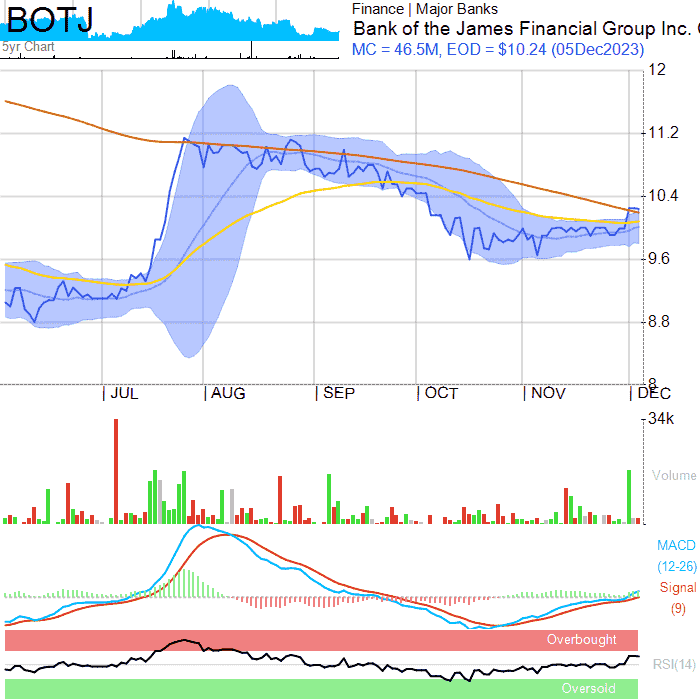 BOTJ
5yr Chart
Finance | Major Banks
Bank of the James Financial Group Inc. (
MC = 46.5M, EOD = $10.24 (05Dec2023)
12
11.2
10.4
9.6
8.8
8
| JUL | AUG | SEP | OCT | NOV | DEC
34k
Volume
MACD
(12-26)
Signal
(9)
Overbought
RSI(14)
Oversold